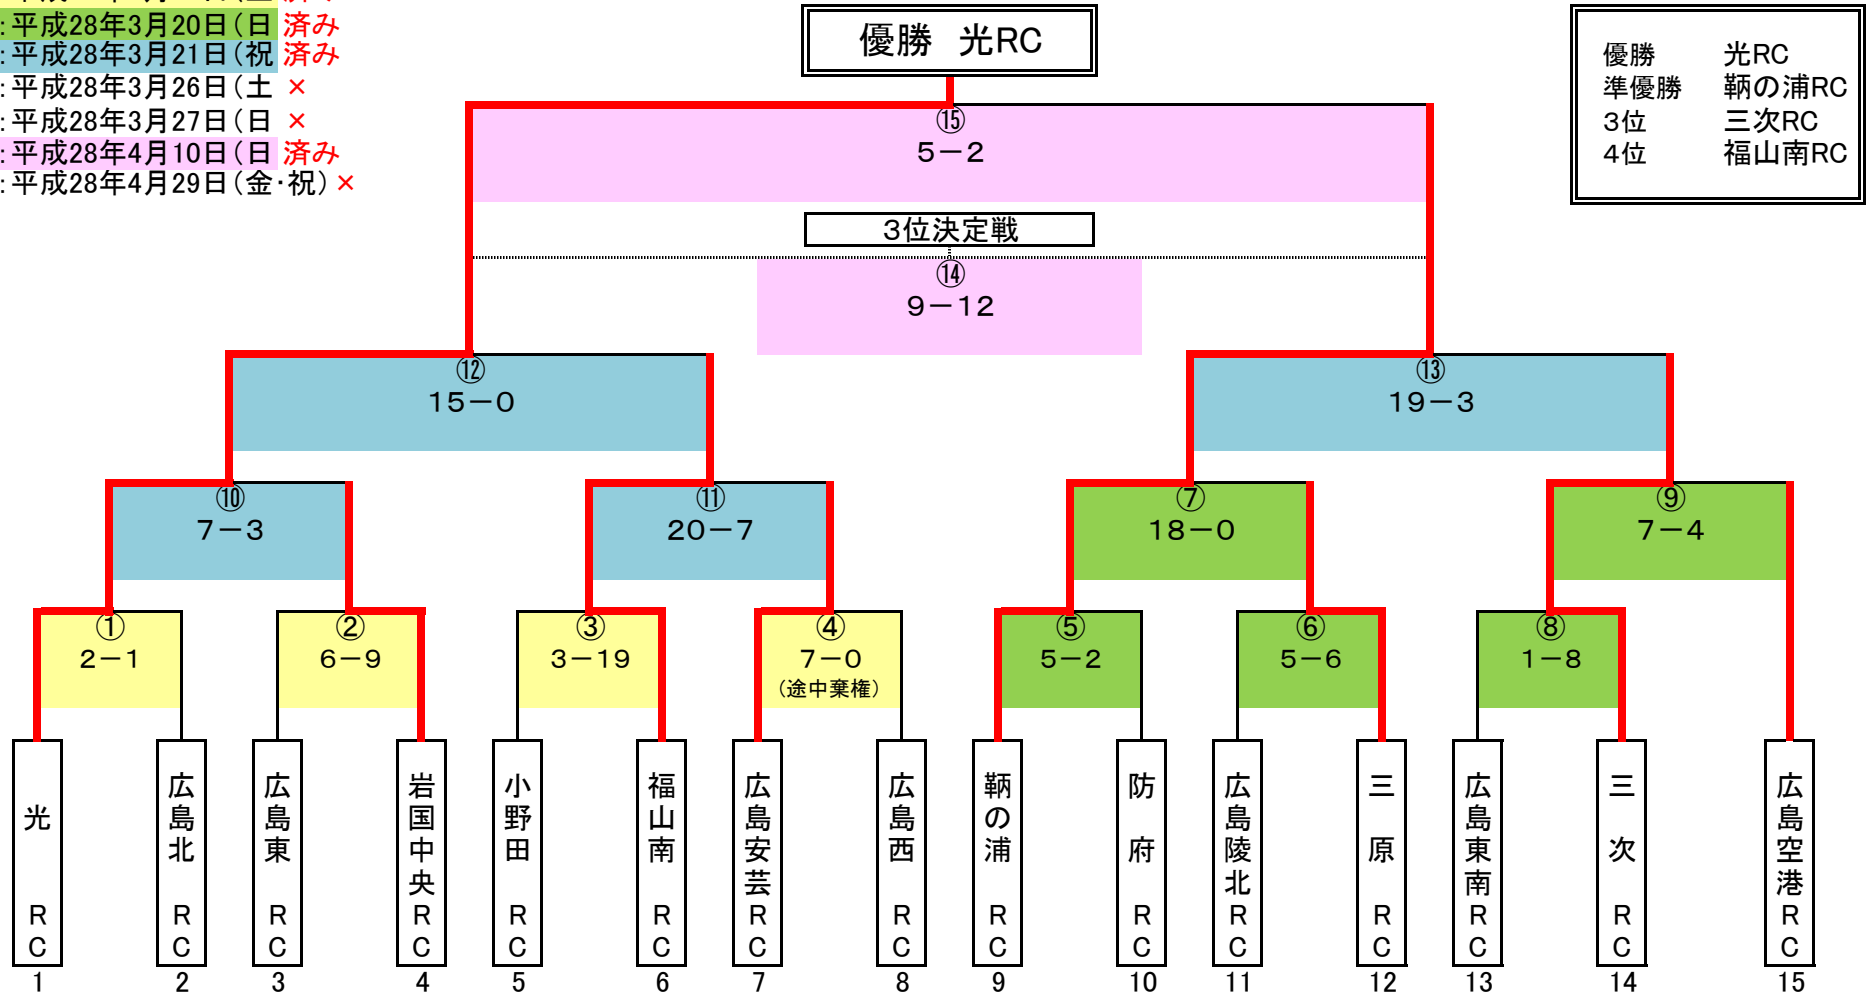 :平成28年3月20日(日 済み
:平成28年3月21日(祝 済み
:平成28年3月26日(土 ×
:平成28年3月27日(日 ×
:平成28年4月10日(日 済み
:平成28年4月29日(金・祝) ×
優勝 光RC
優勝 光RC
準優勝 鞆の浦RC
3位 三次RC
4位 福山南RC
⑮
5－2
3位決定戦
⑭
9－12
⑫
15－0
⑬
19－3
⑩
7－3
⑪
20－7
⑦
18－0
⑨
7－4
①
2－1
②
6－9
③
3－19
④
7－0
(途中棄権)
⑤
5－2
⑥
5－6
⑧
1－8
光RC
広島北RC
広島東RC
岩国中央RC
小野田RC
福山南RC
広島安芸RC
広島西RC
鞆の浦RC
防府RC
広島陵北RC
三原RC
広島東南RC
三次RC
広島空港RC
1 2 3 4 5 6 7 8 9 10 11 12 13 14 15